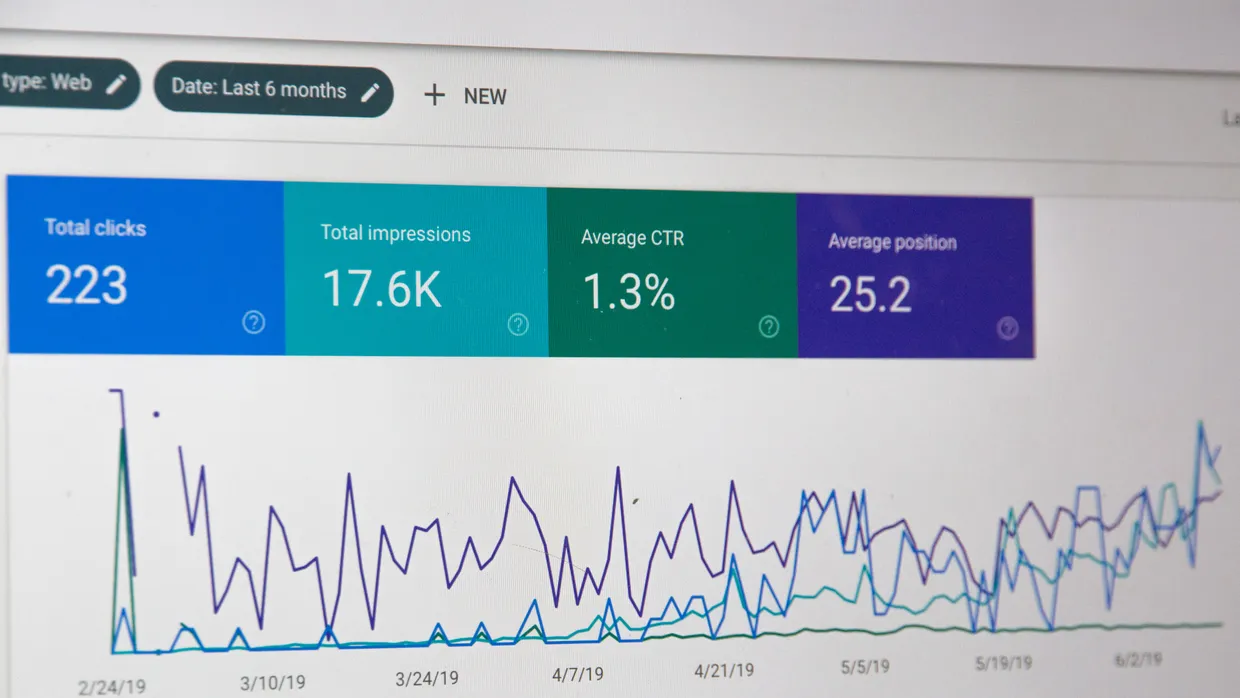 type: Web
Date: Last 6 months
+ NEW
Total clicks
223
Total impressions
17.6K
Average CTR
1.3%
Average position
25.2
2/24/19
3/10/19
3/24/19
4/7/19
4/21/19
5/5/19
5/19/19
6/2/19